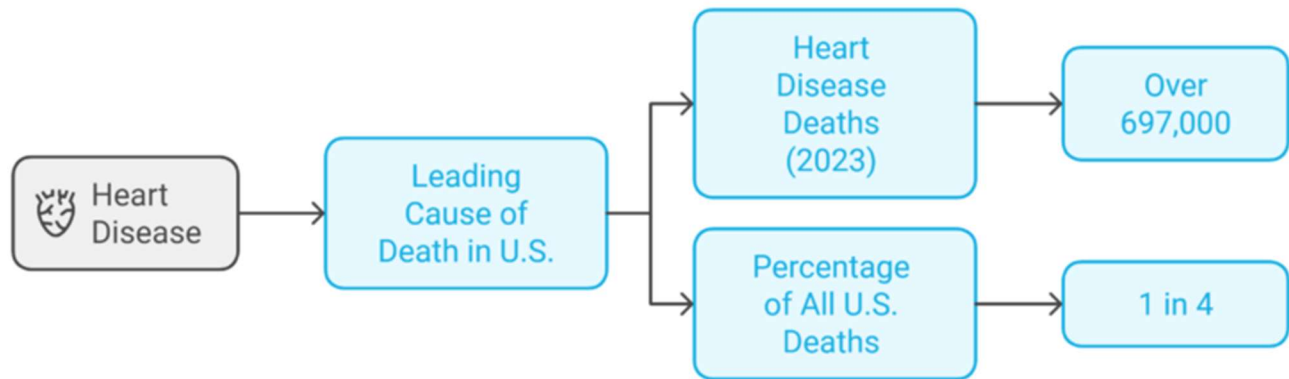 Heart
Disease
Leading
Cause of
Death in U.S.
Heart
Disease
Deaths
(2023)
Over
697,000
Percentage
of All U.S.
Deaths
1 in 4